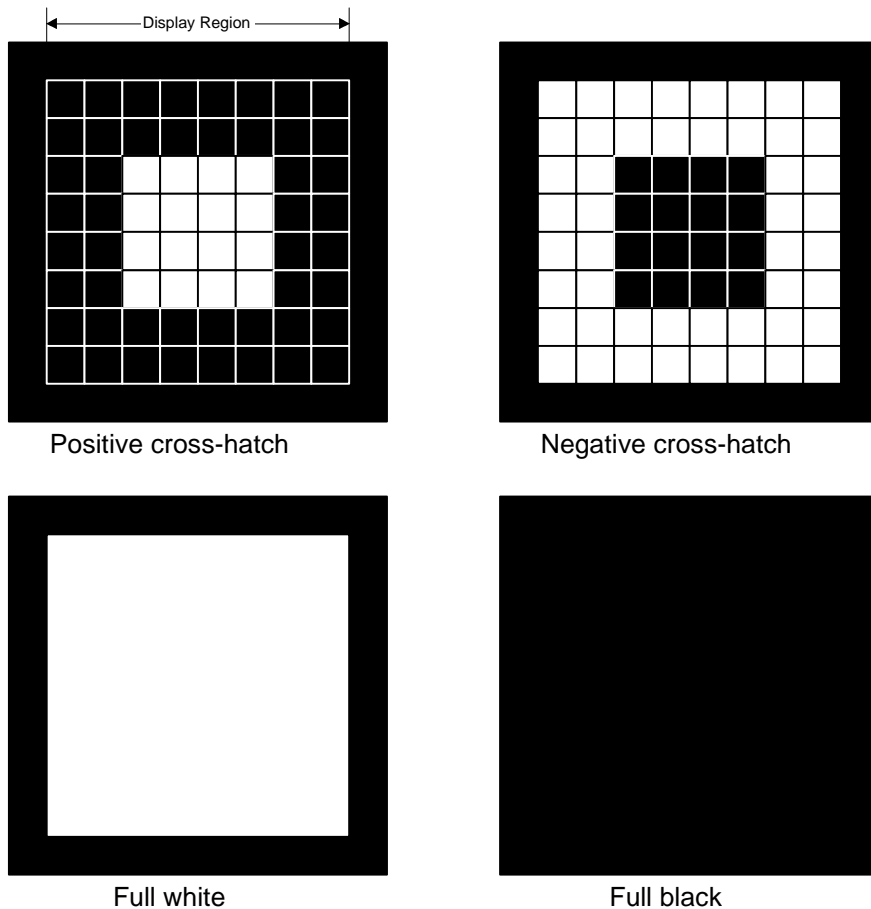 Display Region
Positive cross-hatch
Negative cross-hatch
Full white
Full black